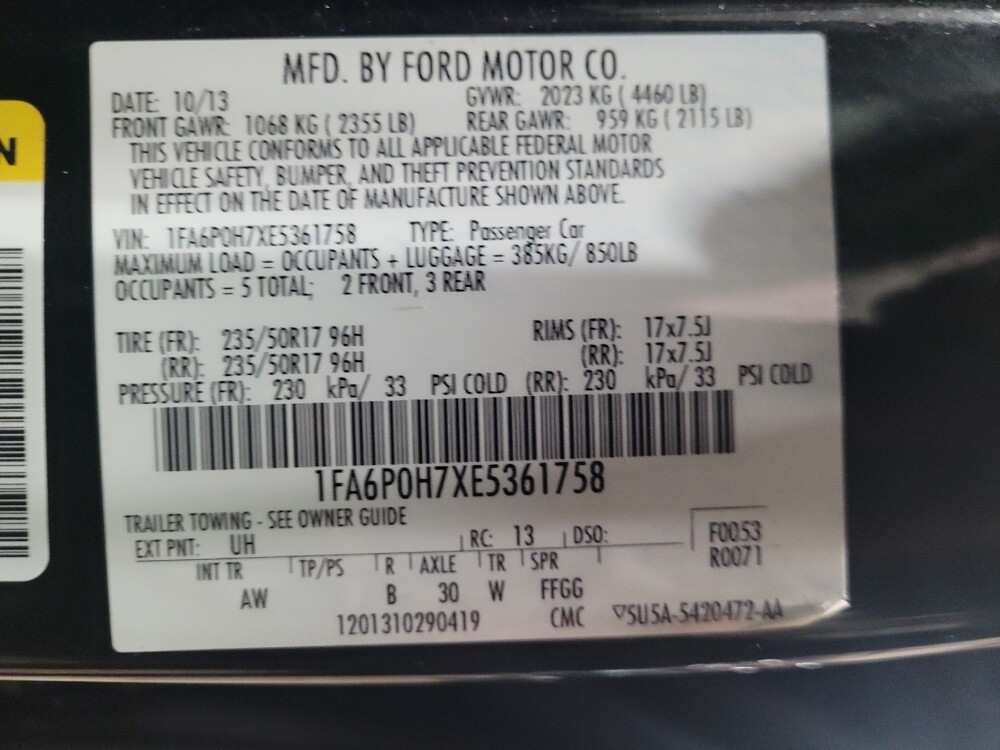 MFD. BY FORD MOTOR CO.
DATE: 10/13 GVWR: 2023 KG ( 4460 LB)
FRONT GAWR: 1068 KG ( 2355 LB) REAR GAWR: 959 KG ( 2115 LB)
THIS VEHICLE CONFORMS TO ALL APPLICABLE FEDERAL MOTOR
VEHICLE SAFETY, BUMPER, AND THEFT PREVENTION STANDARDS
IN EFFECT ON THE DATE OF MANUFACTURE SHOWN ABOVE.
VIN: 1FA6P0H7XE5361758 TYPE: Passenger Car
MAXIMUM LOAD = OCCUPANTS + LUGGAGE = 385KG/ 850LB
OCCUPANTS = 5 TOTAL; 2 FRONT, 3 REAR
TIRE (FR): 235/50R17 96H RIMS (FR): 17x7.5J
(RR): 235/50R17 96H (RR): 17x7.5J
PRESSURE (FR): 230 kPa/ 33 PSI COLD (RR): 230 kPa/ 33 PSI COLD
1FA6P0H7XE5361758
TRAILER TOWING - SEE OWNER GUIDE
EXT PNT: UH RC: 13 DSO: F0053
R0071
INT TR TP/PS R AXLE TR SPR
AW B 30 W FFGG
1201310290419 CMC ▽5U5A-5420472-AA
N